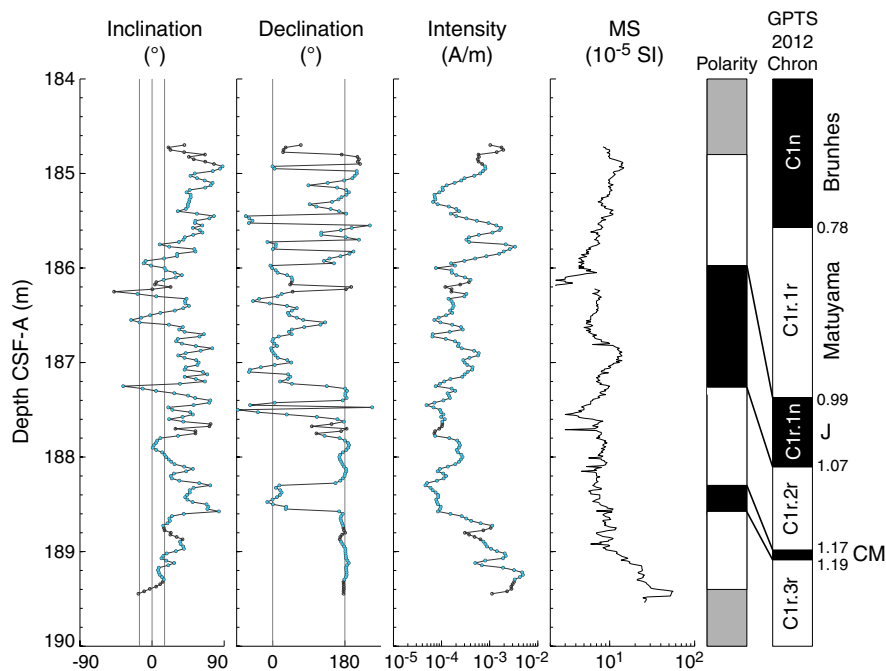 Inclination
(°)
Declination
(°)
Intensity
(A/m)
MS
(10-5 SI)
Polarity
GPTS
2012
Chron
Depth CSF-A (m)
184
185
186
187
188
189
190
-90
0
90
0
180
10-5
10-4
10-3
10-2
101
102
C1n
C1r.1r
C1r.1n
C1r.2r
C1r.3r
0.78
0.99
1.07
1.17
1.19
Brunhes
Matuyama
J
CM